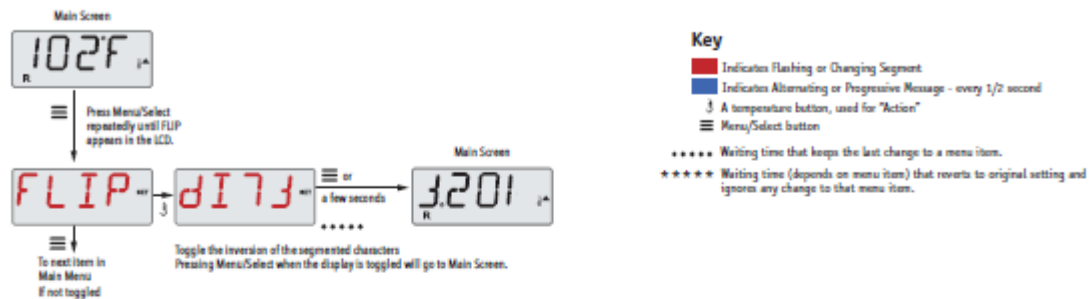 Main Screen
102°F
R
Press Menu/Select
repeatedly until FLIP
appears in the LCD.
FLIP
SET
or
a few seconds
Main Screen
R
Toggle the inversion of the segmented characters
Pressing Menu/Select when the display is toggled will go to Main Screen.
To next item in
Main Menu
If not toggled
Key
Indicates Flashing or Changing Segment
Indicates Alternating or Progressive Message - every 1/2 second
A temperature button, used for "Action"
Menu/Select button
Waiting time that keeps the last change to a menu item.
Waiting time (depends on menu item) that reverts to original setting and
ignores any change to that menu item.